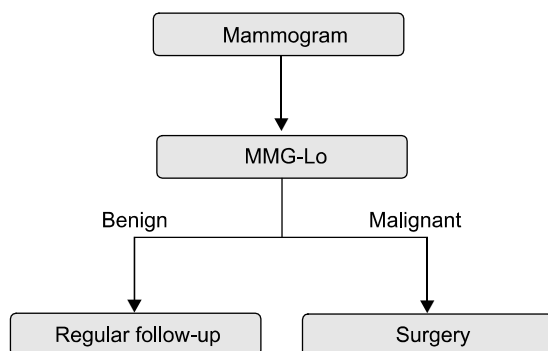 Mammogram
MMG-Lo
Benign
Malignant
Regular follow-up
Surgery